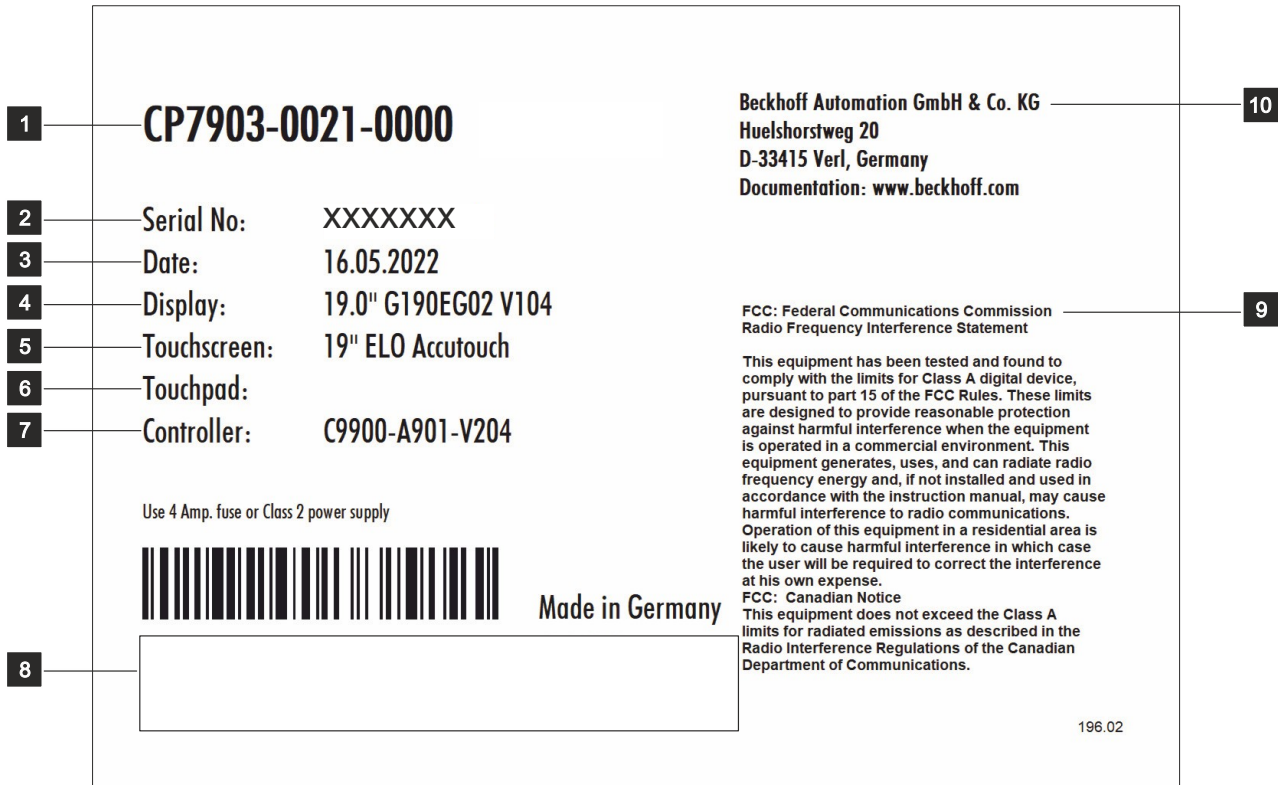 1
CP7903-0021-0000
2
Serial No: XXXXXXX
3
Date: 16.05.2022
4
Display: 19.0" G190EG02 V104
5
Touchscreen: 19" ELO Accutouch
6
Touchpad:
7
Controller: C9900-A901-V204
Use 4 Amp. fuse or Class 2 power supply
Made in Germany
8
Beckhoff Automation GmbH & Co. KG
10
Huelshorstweg 20
D-33415 Verl, Germany
Documentation: www.beckhoff.com
FCC: Federal Communications Commission
9
Radio Frequency Interference Statement
This equipment has been tested and found to
comply with the limits for Class A digital device,
pursuant to part 15 of the FCC Rules. These limits
are designed to provide reasonable protection
against harmful interference when the equipment
is operated in a commercial environment. This
equipment generates, uses, and can radiate radio
frequency energy and, if not installed and used in
accordance with the instruction manual, may cause
harmful interference to radio communications.
Operation of this equipment in a residential area is
likely to cause harmful interference in which case
the user will be required to correct the interference
at his own expense.
FCC: Canadian Notice
This equipment does not exceed the Class A
limits for radiated emissions as described in the
Radio Interference Regulations of the Canadian
Department of Communications.
196.02